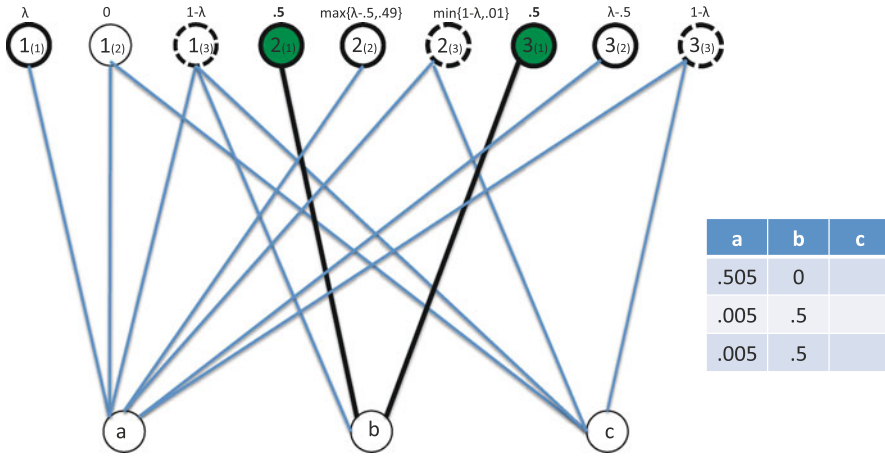 λ 0 1-λ .5 max{λ-.5,.49} min{1-λ,.01} .5 λ-.5 1-λ
1(1) 1(2) 1(3) 2(1) 2(2) 2(3) 3(1) 3(2) 3(3)
a b c
.505 0
.005 .5
.005 .5
a b c